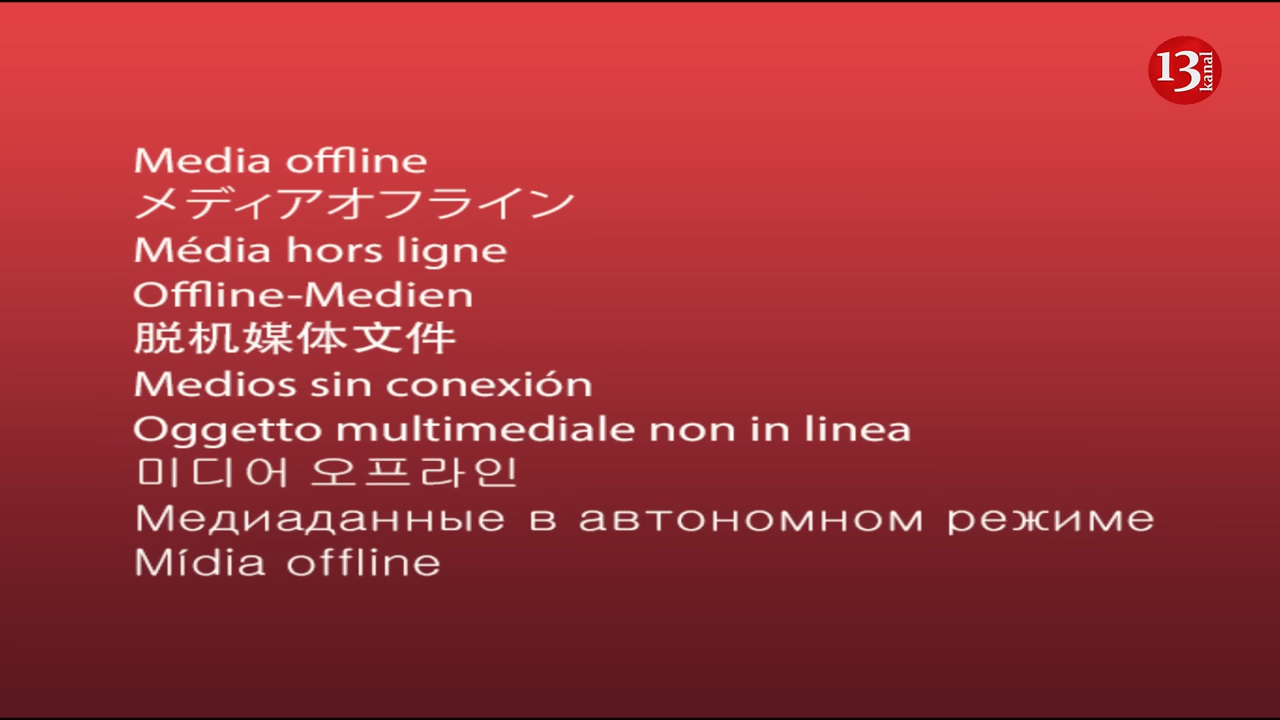 13 kanal
Media offline
メディアオフライン
Média hors ligne
Offline-Medien
脱机媒体文件
Medios sin conexión
Oggetto multimediale non in linea
미디어 오프라인
Медиаданные в автономном режиме
Mídia offline